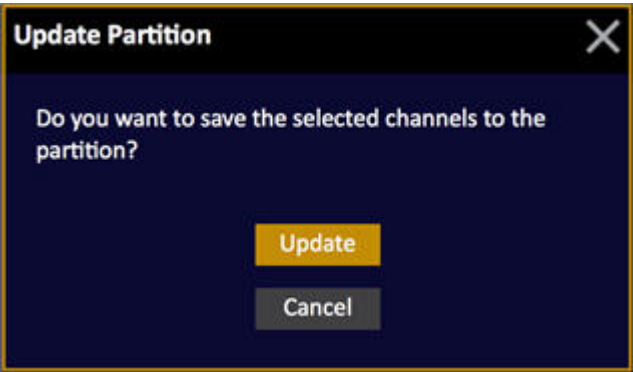 Update Partition
Do you want to save the selected channels to the
partition?
Update
Cancel